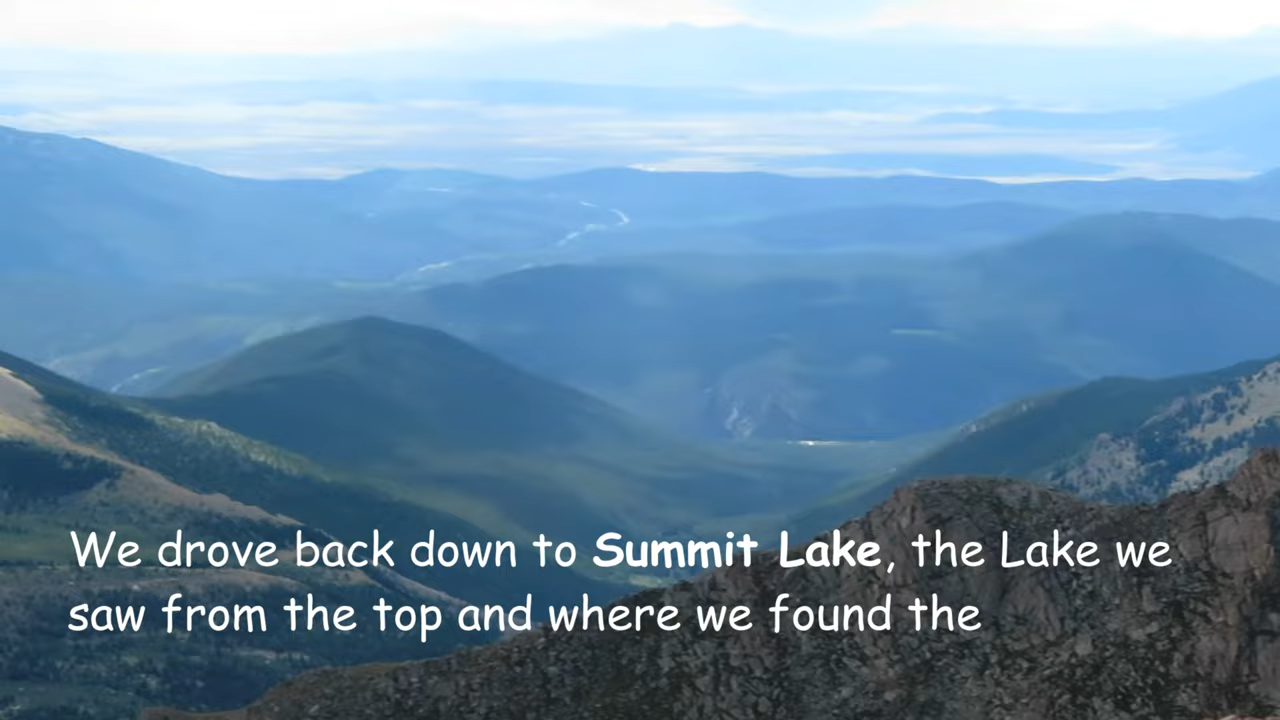 We drove back down to Summit Lake, the Lake we
saw from the top and where we found the